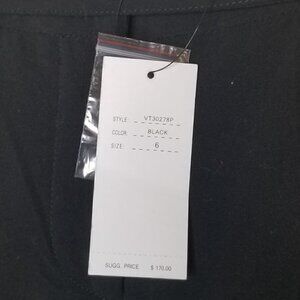 STYLE: VT30278P
COLOR: BLACK
SIZE: 6
SUGG. PRICE $ 170.00